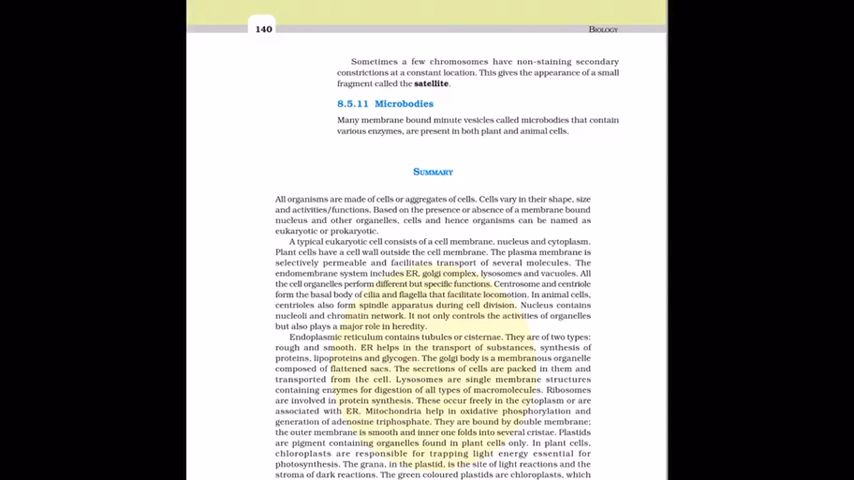 140
BIOLOGY
Sometimes a few chromosomes have non-staining secondary
constrictions at a constant location. This gives the appearance of a small
fragment called the satellite.
8.5.11 Microbodies
Many membrane bound minute vesicles called microbodies that contain
various enzymes, are present in both plant and animal cells.
SUMMARY
All organisms are made of cells or aggregates of cells. Cells vary in their shape, size
and activities/functions. Based on the presence or absence of a membrane bound
nucleus and other organelles, cells and hence organisms can be named as
eukaryotic or prokaryotic.
A typical eukaryotic cell consists of a cell membrane, nucleus and cytoplasm.
Plant cells have a cell wall outside the cell membrane. The plasma membrane is
selectively permeable and facilitates transport of several molecules. The
endomembrane system includes ER, golgi complex, lysosomes and vacuoles. All
the cell organelles perform different but specific functions. Centrosome and centriole
form the basal body of cilia and flagella that facilitate locomotion. In animal cells,
centrioles also form spindle apparatus during cell division. Nucleus contains
nucleoli and chromatin network. It not only controls the activities of organelles
but also plays a major role in heredity.
Endoplasmic reticulum contains tubules or cisternae. They are of two types:
rough and smooth. ER helps in the transport of substances, synthesis of
proteins, lipoproteins and glycogen. The golgi body is a membranous organelle
composed of flattened sacs. The secretions of cells are packed in them and
transported from the cell. Lysosomes are single membrane structures
containing enzymes for digestion of all types of macromolecules. Ribosomes
are involved in protein synthesis. These occur freely in the cytoplasm or are
associated with ER. Mitochondria help in oxidative phosphorylation and
generation of adenosine triphosphate. They are bound by double membrane;
the outer membrane is smooth and inner one folds into several cristae. Plastids
are pigment containing organelles found in plant cells only. In plant cells,
chloroplasts are responsible for trapping light energy essential for
photosynthesis. The grana, in the plastid, is the site of light reactions and the
stroma of dark reactions. The green coloured plastids are chloroplasts, which